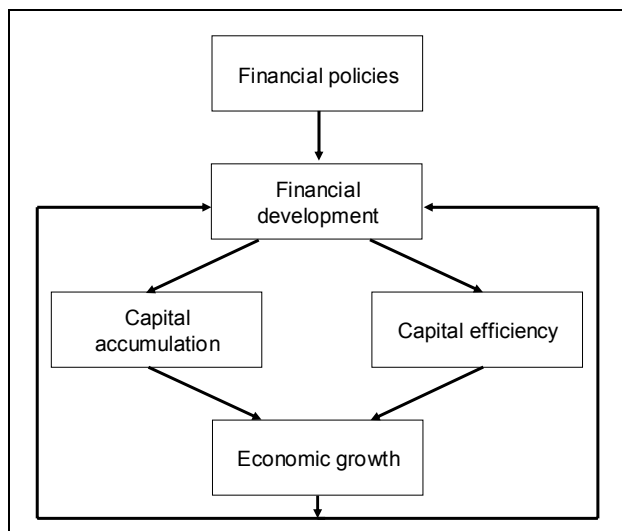 Financial policies
Financial
development
Capital
accumulation
Capital efficiency
Economic growth